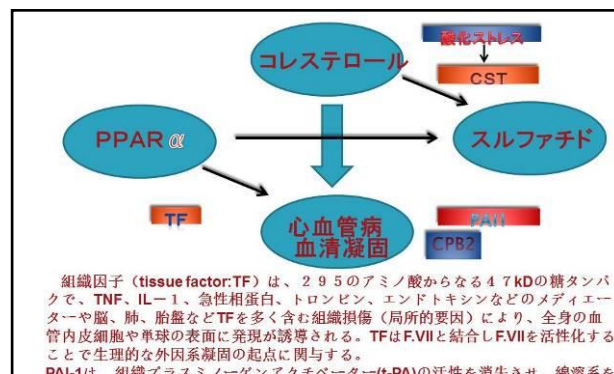 酸化ストレス
コレステロール
CST
PPAR α
スルファチド
TF
心血管病
血清凝固
PAI1
CPB2
組織因子（tissue factor:TF）は、２９５のアミノ酸からなる４７kDの糖タンパ
クで、TNF、IL－１、急性相蛋白、トロンビン、エンドトキシンなどのメディエー
ターや脳、肺、胎盤などTFを多く含む組織損傷（局所的要因）により、全身の血
管内皮細胞や単球の表面に発現が誘導される。TFはF.VIIと結合しF.VIIを活性化する
ことで生理的な外因系凝固の起点に関与する。
PAI-1は、組織プラスミノーゲンアクチベーター(t-PA)の活性を消失させ、線溶系を